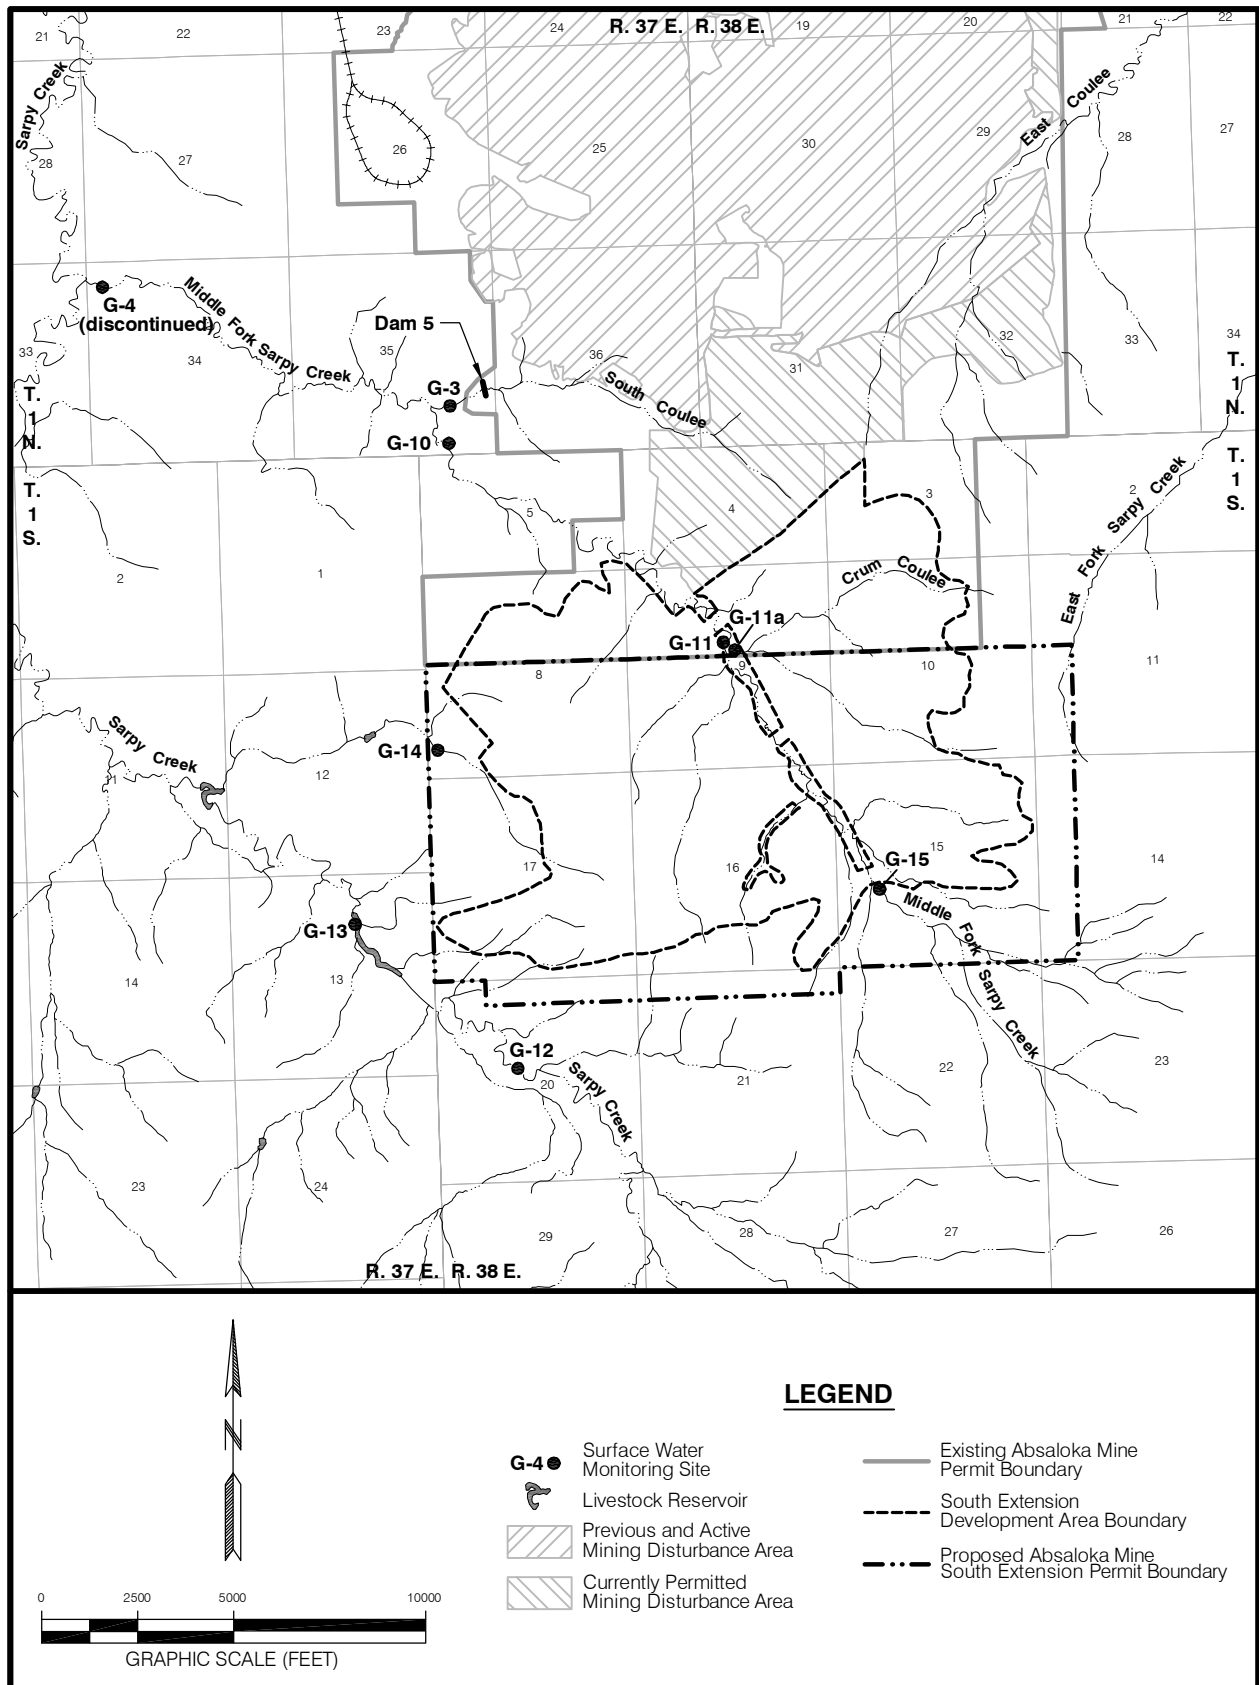 R. 37 E. R. 38 E.
21
22
23
24
19
20
21
22
Sarpy Creek
East Coulee
28
27
26
25
30
29
28
27
G-4
(discontinued)
Middle Fork Sarpy Creek
Dam 5
33
34
35
36
31
32
33
34
T.
1
N.
T.
1
N.
G-3
South Coulee
G-10
T.
1
S.
T.
1
S.
2
1
5
4
3
2
East Fork Sarpy Creek
Crum Coulee
G-11a
G-11
8
9
10
11
Sarpy Creek
G-14
11
12
17
16
15
14
G-15
Middle Fork Sarpy Creek
G-13
14
13
G-12
20
21
22
23
Sarpy Creek
23
24
29
28
27
26
R. 37 E. R. 38 E.
N
LEGEND
G-4
Surface Water
Monitoring Site
Livestock Reservoir
Previous and Active
Mining Disturbance Area
Currently Permitted
Mining Disturbance Area
Existing Absaloka Mine
Permit Boundary
South Extension
Development Area Boundary
Proposed Absaloka Mine
South Extension Permit Boundary
0 2500 5000 10000
GRAPHIC SCALE (FEET)